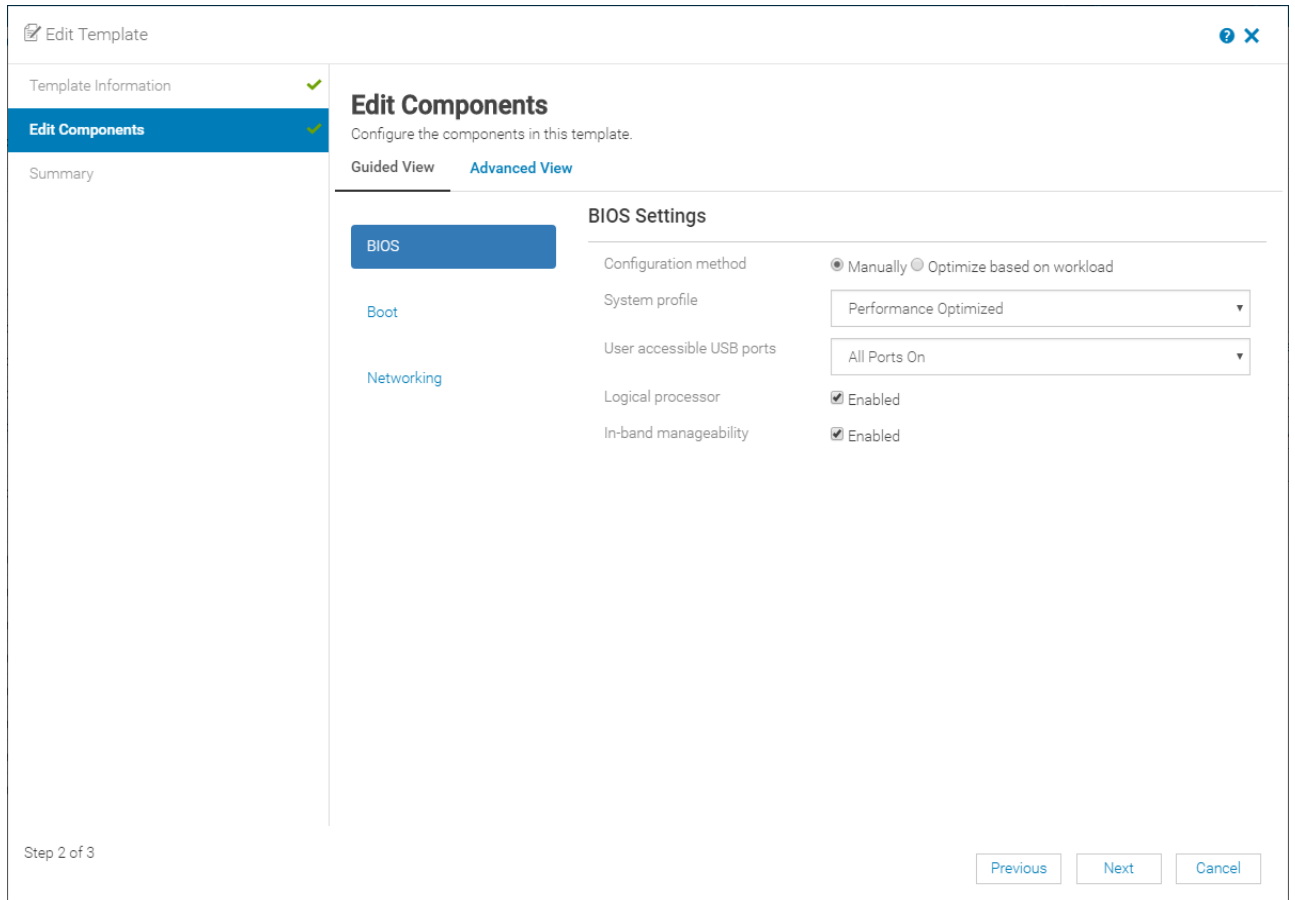 Edit Template
Template Information
Edit Components
Summary
Edit Components
Configure the components in this template.
Guided View Advanced View
BIOS
Boot
Networking
BIOS Settings
Configuration method Manually Optimize based on workload
System profile Performance Optimized
User accessible USB ports All Ports On
Logical processor Enabled
In-band manageability Enabled
Step 2 of 3
Previous Next Cancel